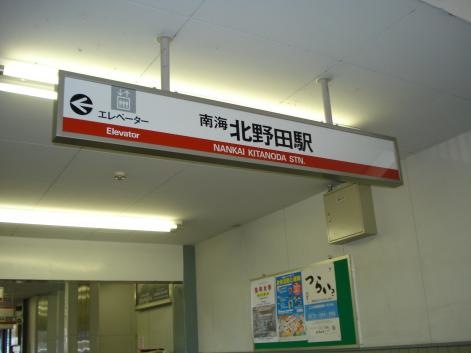 エレベーター
Elevator
南海 北野田駅
NANKAI KITANODA STN.
つらい?